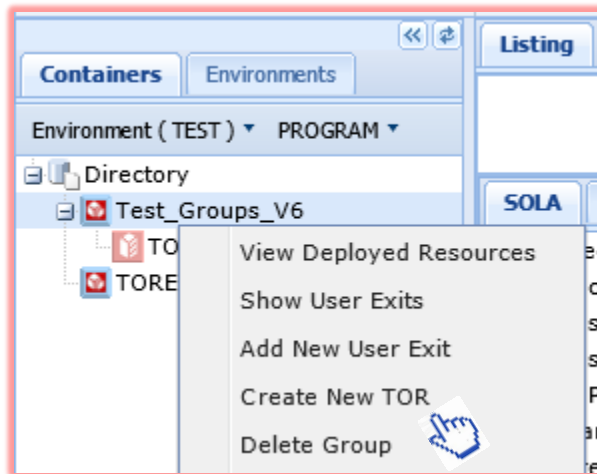 Listing
Containers Environments
Environment ( TEST ) PROGRAM
Directory
Test_Groups_V6
SOLA
TO
View Deployed Resources
TORE
Show User Exits
Add New User Exit
Create New TOR
Delete Group